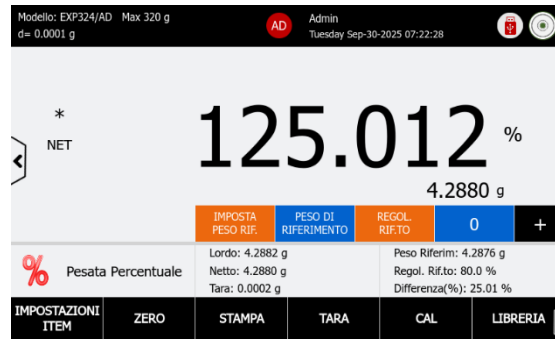 Modello: EXP324/AD Max 320 g
d= 0.0001 g
AD
Admin
Tuesday Sep-30-2025 07:22:28
*
NET
125.012 %
4.2880 g
IMPOSTA
PESO RIF.
PESO DI
RIFERIMENTO
REGOL.
RIF.TO
0
+
% Pesata Percentuale
Lordo: 4.2882 g
Netto: 4.2880 g
Tara: 0.0002 g
Peso Riferim: 4.2876 g
Regol. Rif.to: 80.0 %
Differenza(%): 25.01 %
IMPOSTAZIONI
ITEM
ZERO
STAMPA
TARA
CAL
LIBRERIA